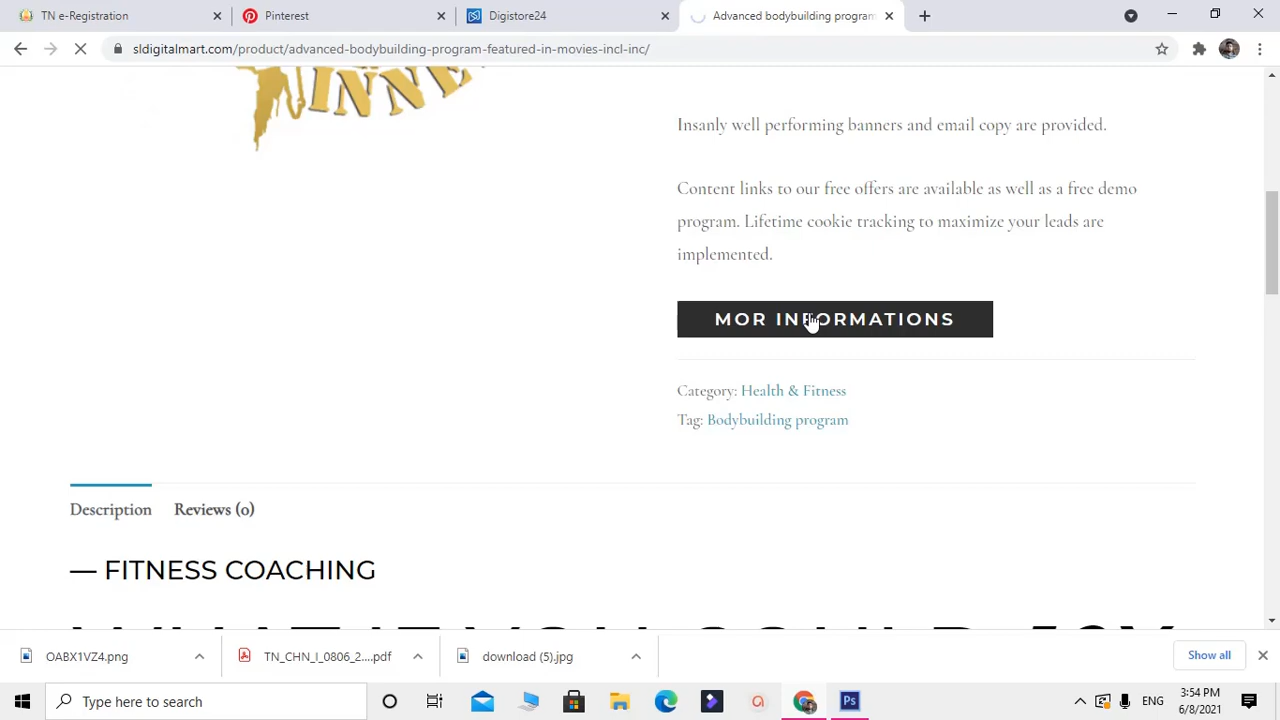 TN e-Registration
Pinterest
Digistore24
Advanced bodybuilding program
sldigitalmart.com/product/advanced-bodybuilding-program-featured-in-movies-incl-inc/
INNE
Insanly well performing banners and email copy are provided.
Content links to our free offers are available as well as a free demo
program. Lifetime cookie tracking to maximize your leads are
implemented.
MOR INFORMATIONS
Category: Health & Fitness
Tag: Bodybuilding program
Description
Reviews (0)
— FITNESS COACHING
OABX1VZ4.png
TN_CHN_I_0806_2....pdf
download (5).jpg
Show all
Type here to search
Ps
ENG
3:54 PM
6/8/2021